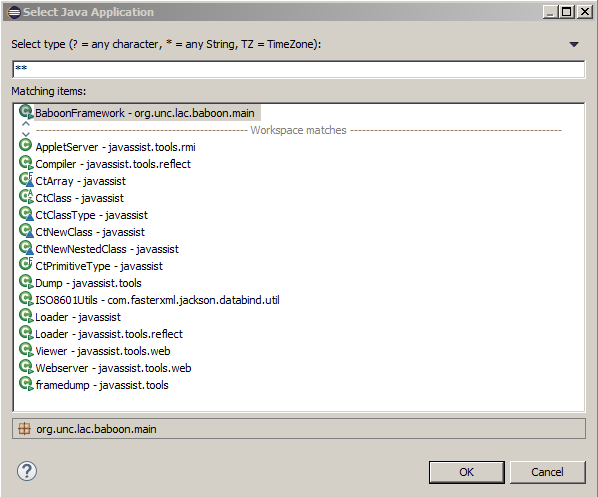 Select Java Application
Select type (? = any character, * = any String, TZ = TimeZone):
**
Matching items:
BaboonFramework - org.unc.lac.baboon.main
Workspace matches
AppletServer - javassist.tools.rmi
Compiler - javassist.tools.reflect
CtArray - javassist
CtClass - javassist
CtClassType - javassist
CtNewClass - javassist
CtNewNestedClass - javassist
CtPrimitiveType - javassist
Dump - javassist.tools
ISO8601Utils - com.fasterxml.jackson.databind.util
Loader - javassist
Loader - javassist.tools.reflect
Viewer - javassist.tools.web
Webserver - javassist.tools.web
framedump - javassist.tools
org.unc.lac.baboon.main
? OK Cancel